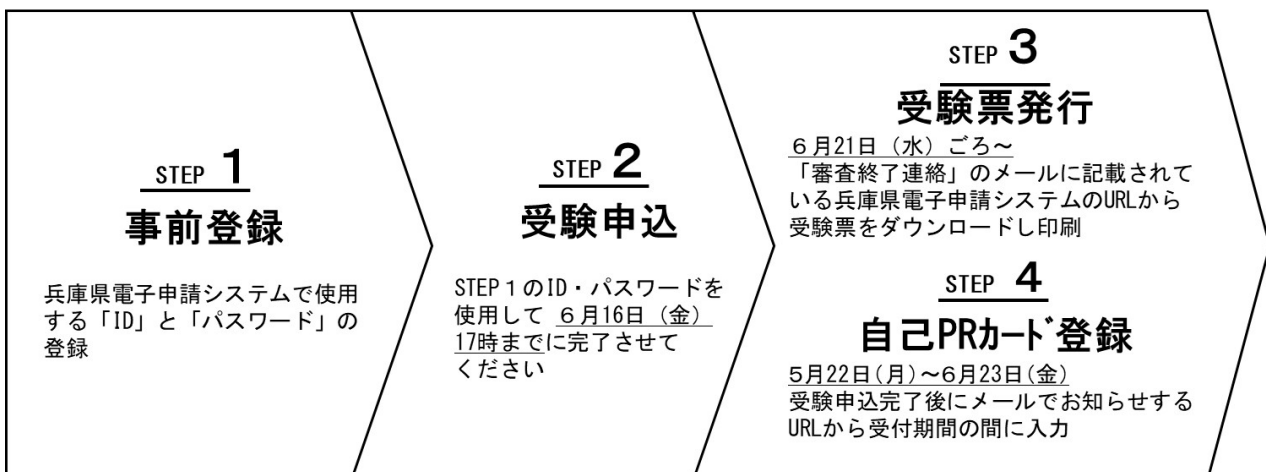 STEP 1
事前登録
兵庫県電子申請システムで使用
する「ID」と「パスワード」の
登録
STEP 2
受験申込
STEP１のID・パスワードを
使用して ６月16日（金）
17時までに完了させて
ください
STEP 3
受験票発行
６月21日（水）ごろ～
「審査終了連絡」のメールに記載されて
いる兵庫県電子申請システムのURLから
受験票をダウンロードし印刷
STEP 4
自己PRｶｰﾄﾞ登録
５月22日(月)～６月23日(金)
受験申込完了後にメールでお知らせする
URLから受付期間の間に入力